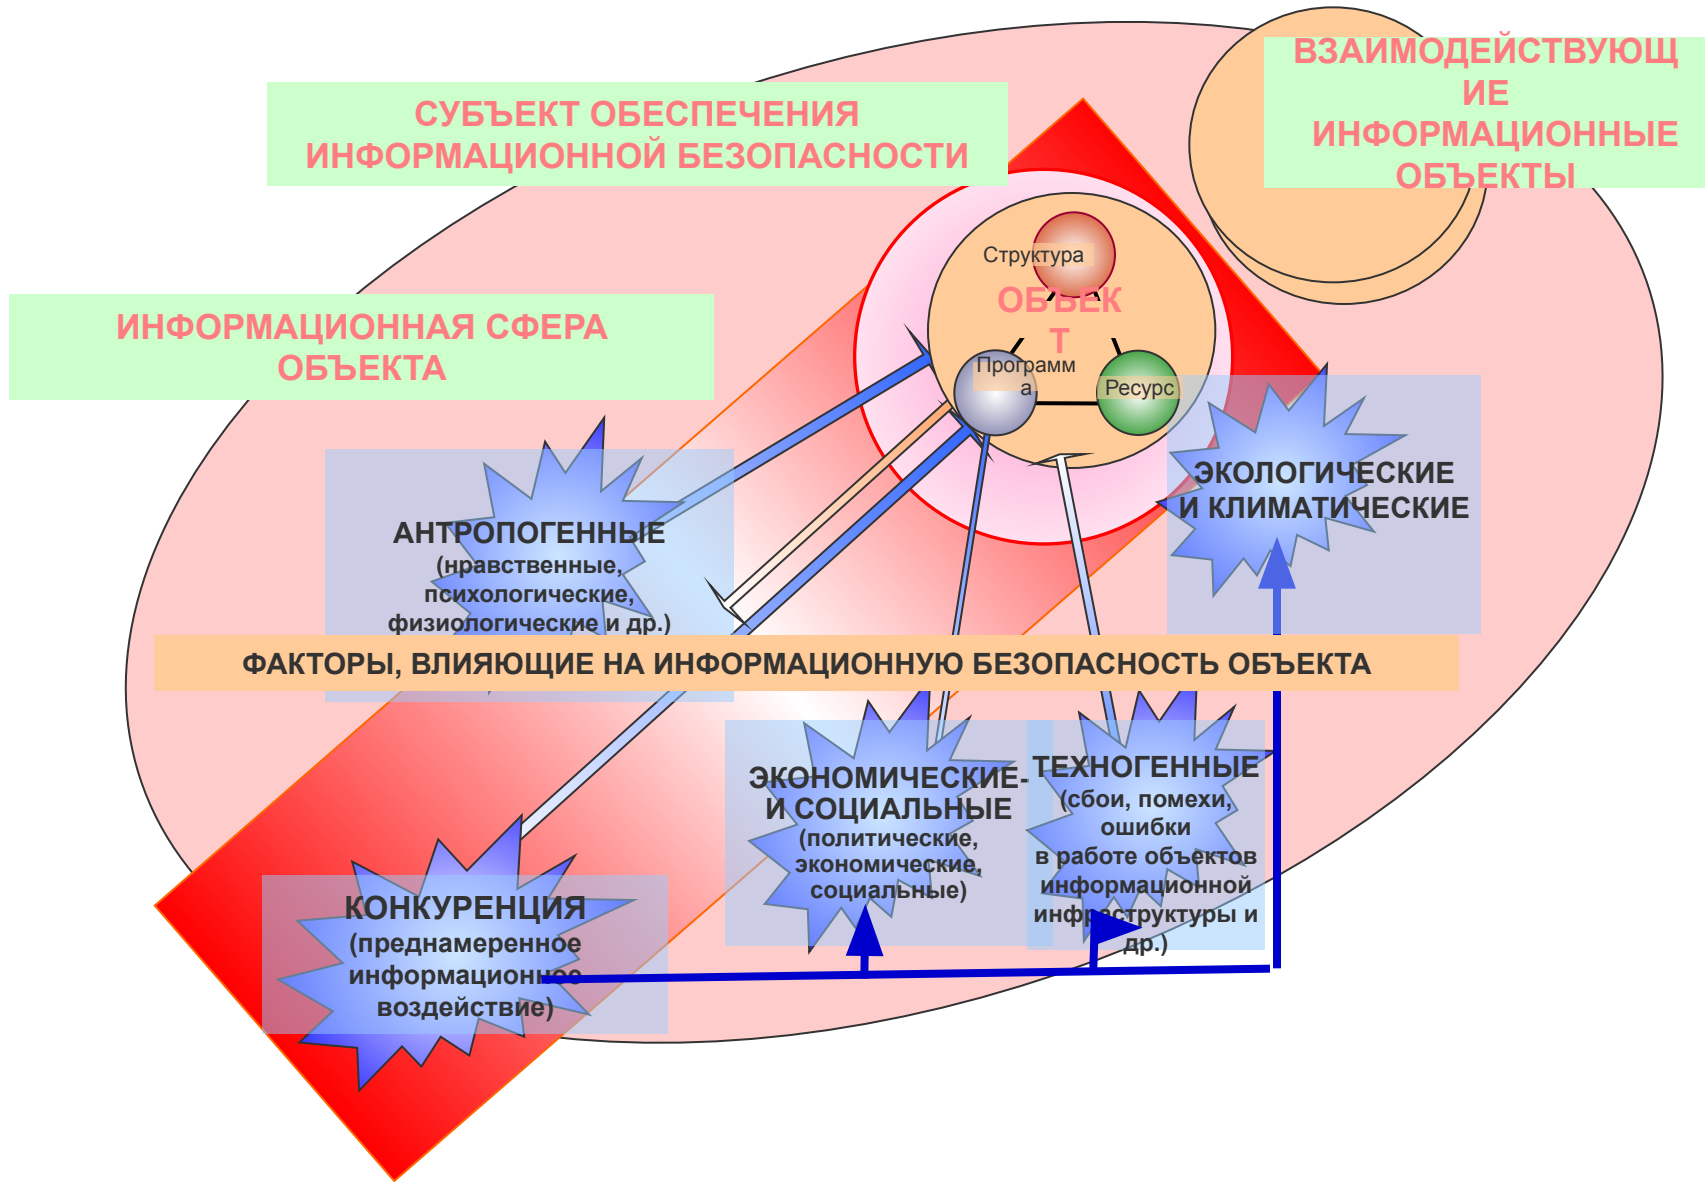 ВЗАИМОДЕЙСТВУЮЩ
ИЕ
ИНФОРМАЦИОННЫЕ
ОБЪЕКТЫ
СУБЪЕКТ ОБЕСПЕЧЕНИЯ
ИНФОРМАЦИОННОЙ БЕЗОПАСНОСТИ
ИНФОРМАЦИОННАЯ СФЕРА
ОБЪЕКТА
Структура
ОБЪЕК
Т
Программ
а
Ресурс
ЭКОЛОГИЧЕСКИЕ
И КЛИМАТИЧЕСКИЕ
АНТРОПОГЕННЫЕ
(нравственные,
психологические,
физиологические и др.)
ФАКТОРЫ, ВЛИЯЮЩИЕ НА ИНФОРМАЦИОННУЮ БЕЗОПАСНОСТЬ ОБЪЕКТА
ЭКОНОМИЧЕСКИЕ-
И СОЦИАЛЬНЫЕ
(политические,
экономические,
социальные)
ТЕХНОГЕННЫЕ
(сбои, помехи,
ошибки
в работе объектов
информационной
инфраструктуры и
др.)
КОНКУРЕНЦИЯ
(преднамеренное
информационное
воздействие)